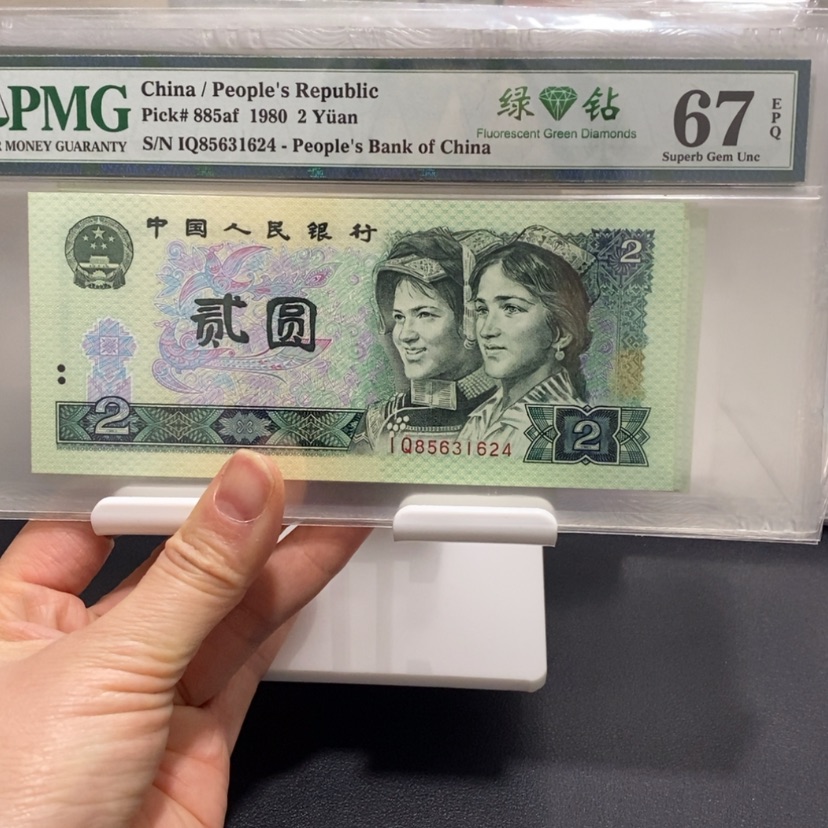 PMG
MONEY GUARANTY
China / People's Republic
Pick# 885af 1980 2 Yüan
S/N IQ85631624 - People's Bank of China
绿钻
Fluorescent Green Diamonds
67
EPQ
Superb Gem Unc
中国人民银行
贰圆
2
2
2
IQ85631624